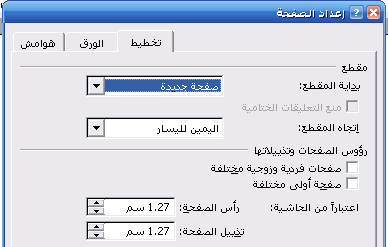 إعداد الصفحة
هوامش الورق تخطيط
مقطع
بداية المقطع: صفحة جديدة
منع التعليقات الختامية
إتجاه المقطع: اليمين لليسار
رؤوس الصفحات وتذييلاتها
صفحات فردية وزوجية مختلفة
صفحة أولى مختلفة
اعتباراً من الحاشية: رأس الصفحة: 1.27 سم
تذييل الصفحة: 1.27 سم